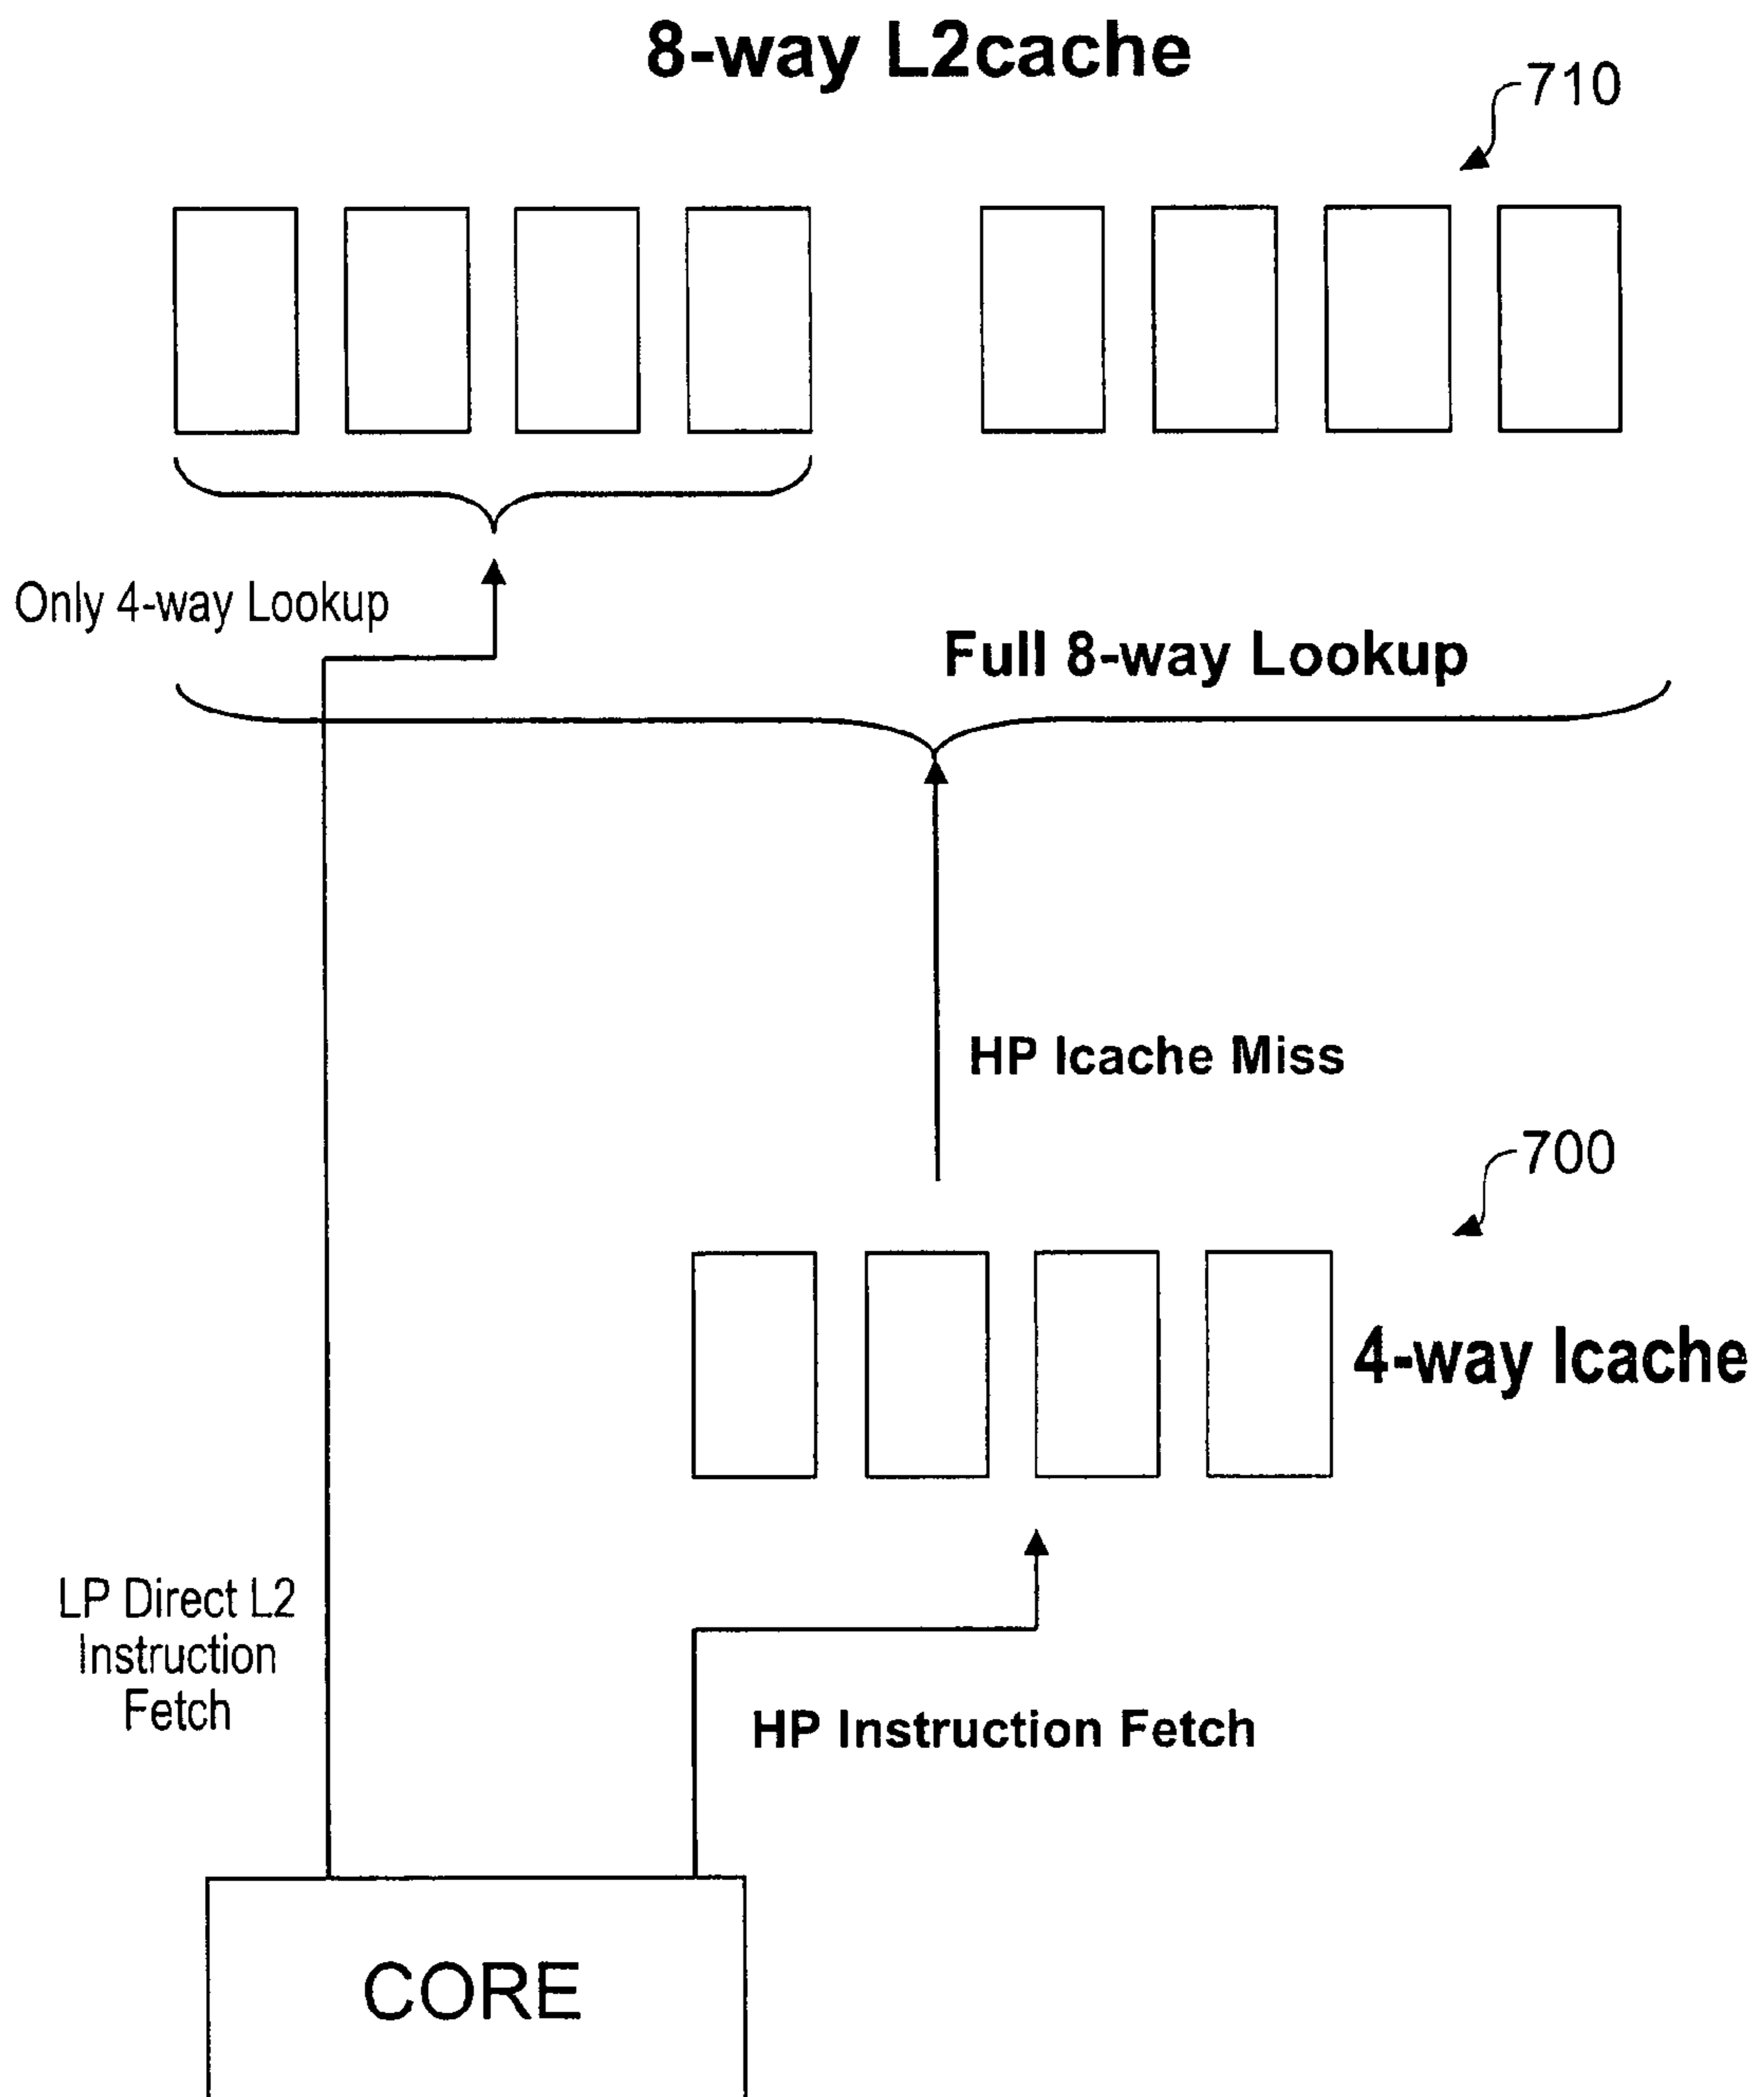 8-way L2cache
710
Only 4-way Lookup
Full 8-way Lookup
HP Icache Miss
700
4-way Icache
LP Direct L2
Instruction
Fetch
HP Instruction Fetch
CORE